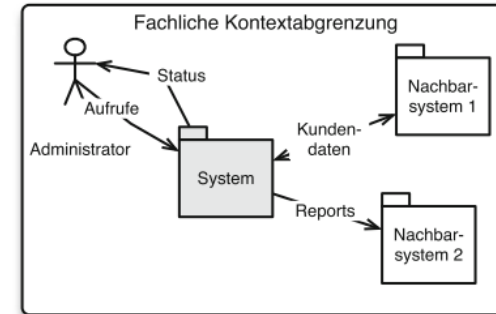 Fachliche Kontextabgrenzung
Status
Aufrufe
Administrator
System
Kunden-
daten
Reports
Nachbar-
system 1
Nachbar-
system 2